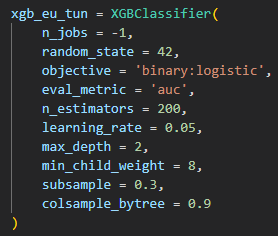 xgb_eu_tun = XGBClassifier(
    n_jobs = -1,
    random_state = 42,
    objective = 'binary:logistic',
    eval_metric = 'auc',
    n_estimators = 200,
    learning_rate = 0.05,
    max_depth = 2,
    min_child_weight = 8,
    subsample = 0.3,
    colsample_bytree = 0.9
)